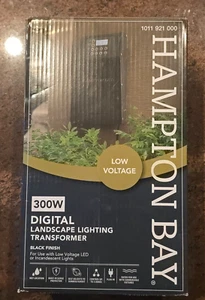 1011 921 000
HAMPTON BAY®
LOW
VOLTAGE
300W
DIGITAL
LANDSCAPE LIGHTING
TRANSFORMER
BLACK FINISH
For Use with Low Voltage LED
or Incandescent Lights